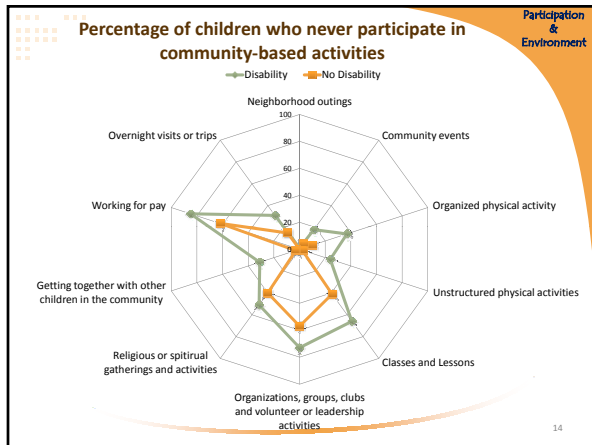 Percentage of children who never participate in
community-based activities
Participation
&
Environment
Disability
No Disability
Neighborhood outings
Community events
Organized physical activity
Unstructured physical activities
Classes and Lessons
Organizations, groups, clubs
and volunteer or leadership
activities
Religious or spitirual
gatherings and activities
Getting together with other
children in the community
Working for pay
Overnight visits or trips
100
80
60
40
20
0
14